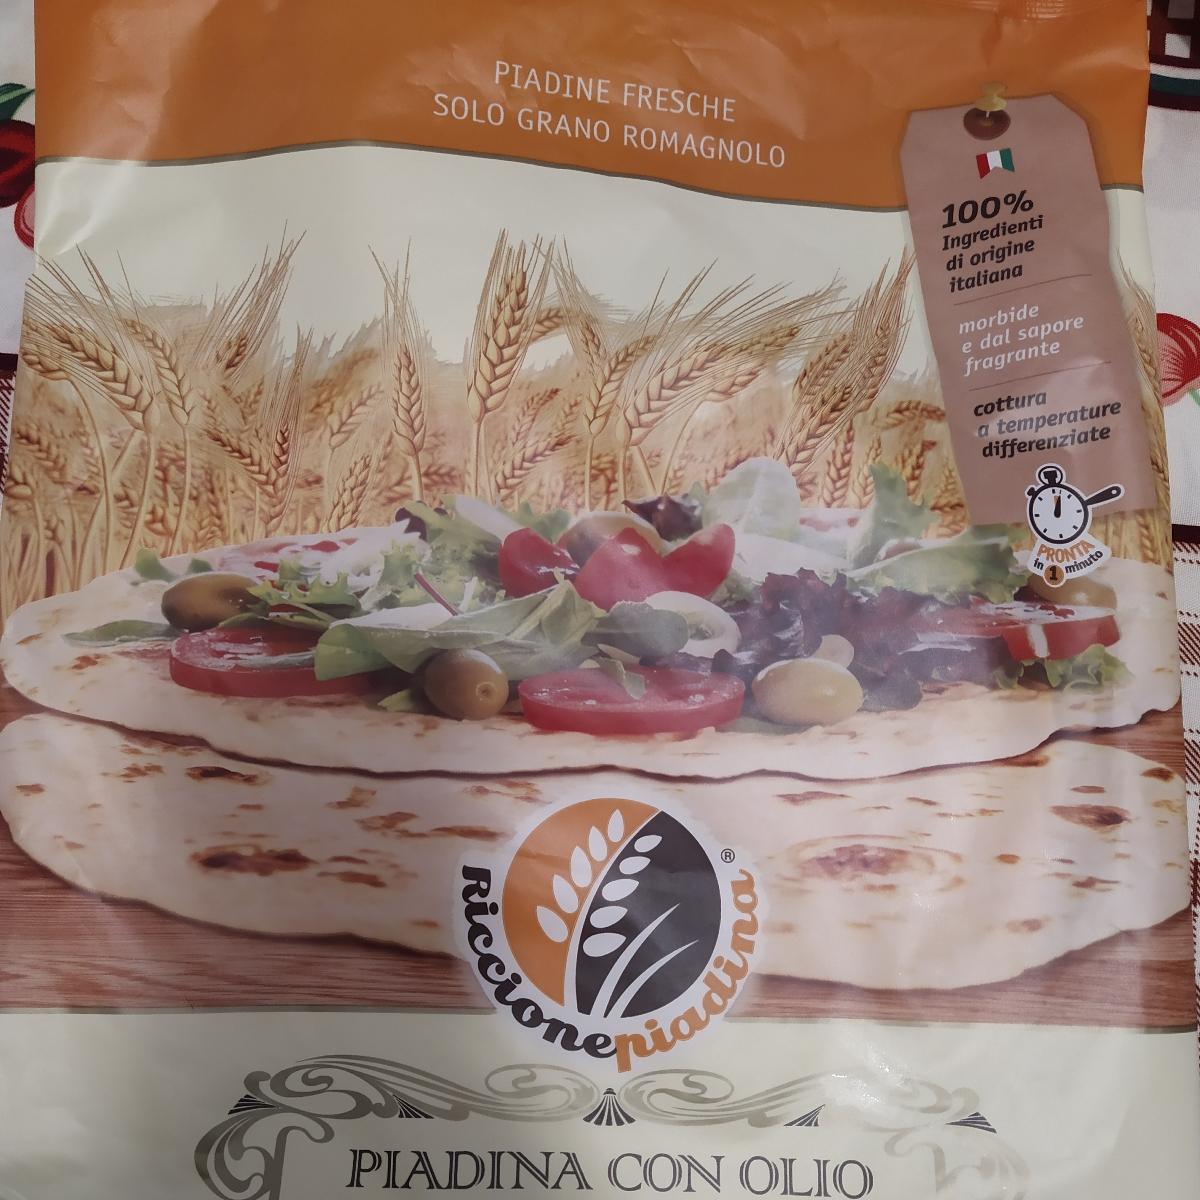 PIADINE FRESCHE
SOLO GRANO ROMAGNOLO
100%
Ingredienti
di origine
italiana
morbide
e dal sapore
fragrante
cottura
a temperature
differenziate
PRONTA
in 1 minuto
Riccionepiadina®
PIADINA CON OLIO